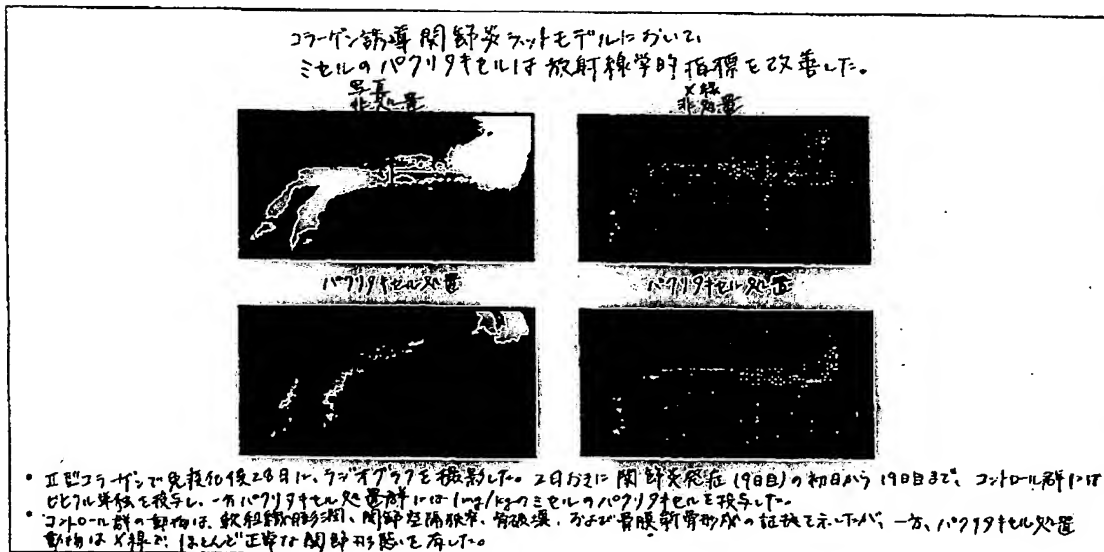 コラーゲン誘導関節炎ラットモデルにおいて、
ミセルのパクリタキセルは放射線学的指標を改善した。
写真
非処置
X線
非処置
パクリタキセル処置
パクリタキセル処置
・ II型コラーゲンで免疫化後28日に、ラジオグラフを撮影した。2日おきに関節炎発症(9日目)の初日から19日目まで、コントロール群には
ビヒクル単独を投与し、一方パクリタキセル処置群には1mg/kgのミセルのパクリタキセルを投与した。
・ コントロール群の動物は、軟組織膨潤、関節空隔狭窄、骨破壊、および骨膜新骨形成の証拠を示したが、一方、パクリタキセル処置
動物はX線で、ほとんど正常な関節形態を有した。